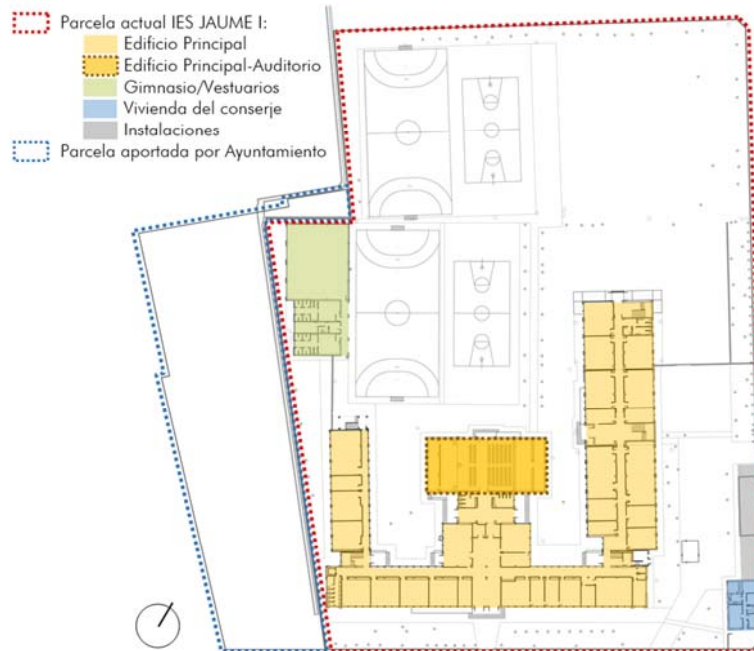 Parcela actual IES JAUME I:
Edificio Principal
Edificio Principal-Auditorio
Gimnasio/Vestuarios
Vivienda del conserje
Instalaciones
Parcela aportada por Ayuntamiento